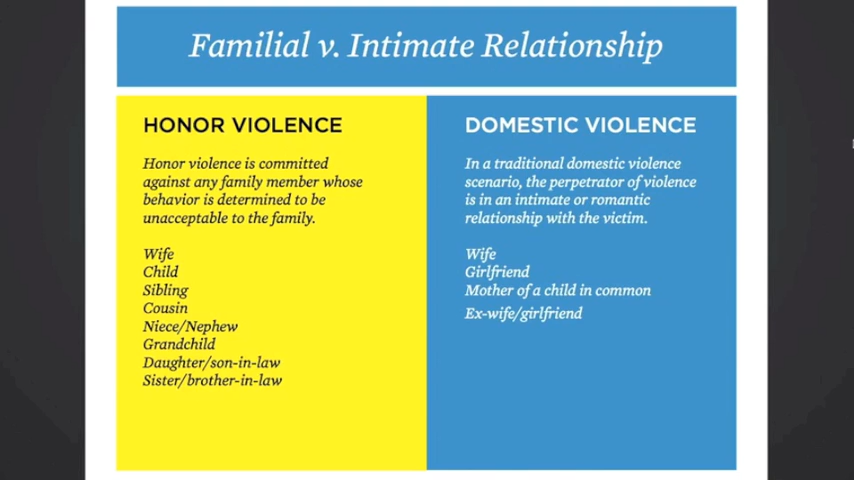 Familial v. Intimate Relationship
HONOR VIOLENCE
Honor violence is committed
against any family member whose
behavior is determined to be
unacceptable to the family.
Wife
Child
Sibling
Cousin
Niece/Nephew
Grandchild
Daughter/son-in-law
Sister/brother-in-law
DOMESTIC VIOLENCE
In a traditional domestic violence
scenario, the perpetrator of violence
is in an intimate or romantic
relationship with the victim.
Wife
Girlfriend
Mother of a child in common
Ex-wife/girlfriend